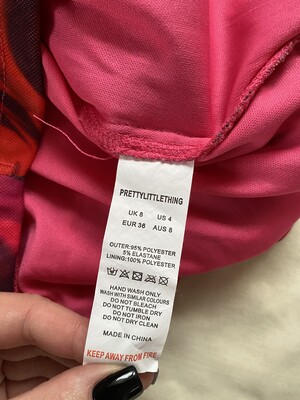 PRETTYLITTLETHING
UK 8 US 4
EUR 36 AUS 8
OUTER:95% POLYESTER
5% ELASTANE
LINING:100% POLYESTER
HAND WASH ONLY
WASH WITH SIMILAR COLOURS
DO NOT BLEACH
DO NOT TUMBLE DRY
DO NOT IRON
DO NOT DRY CLEAN
MADE IN CHINA
KEEP AWAY FROM FIRE